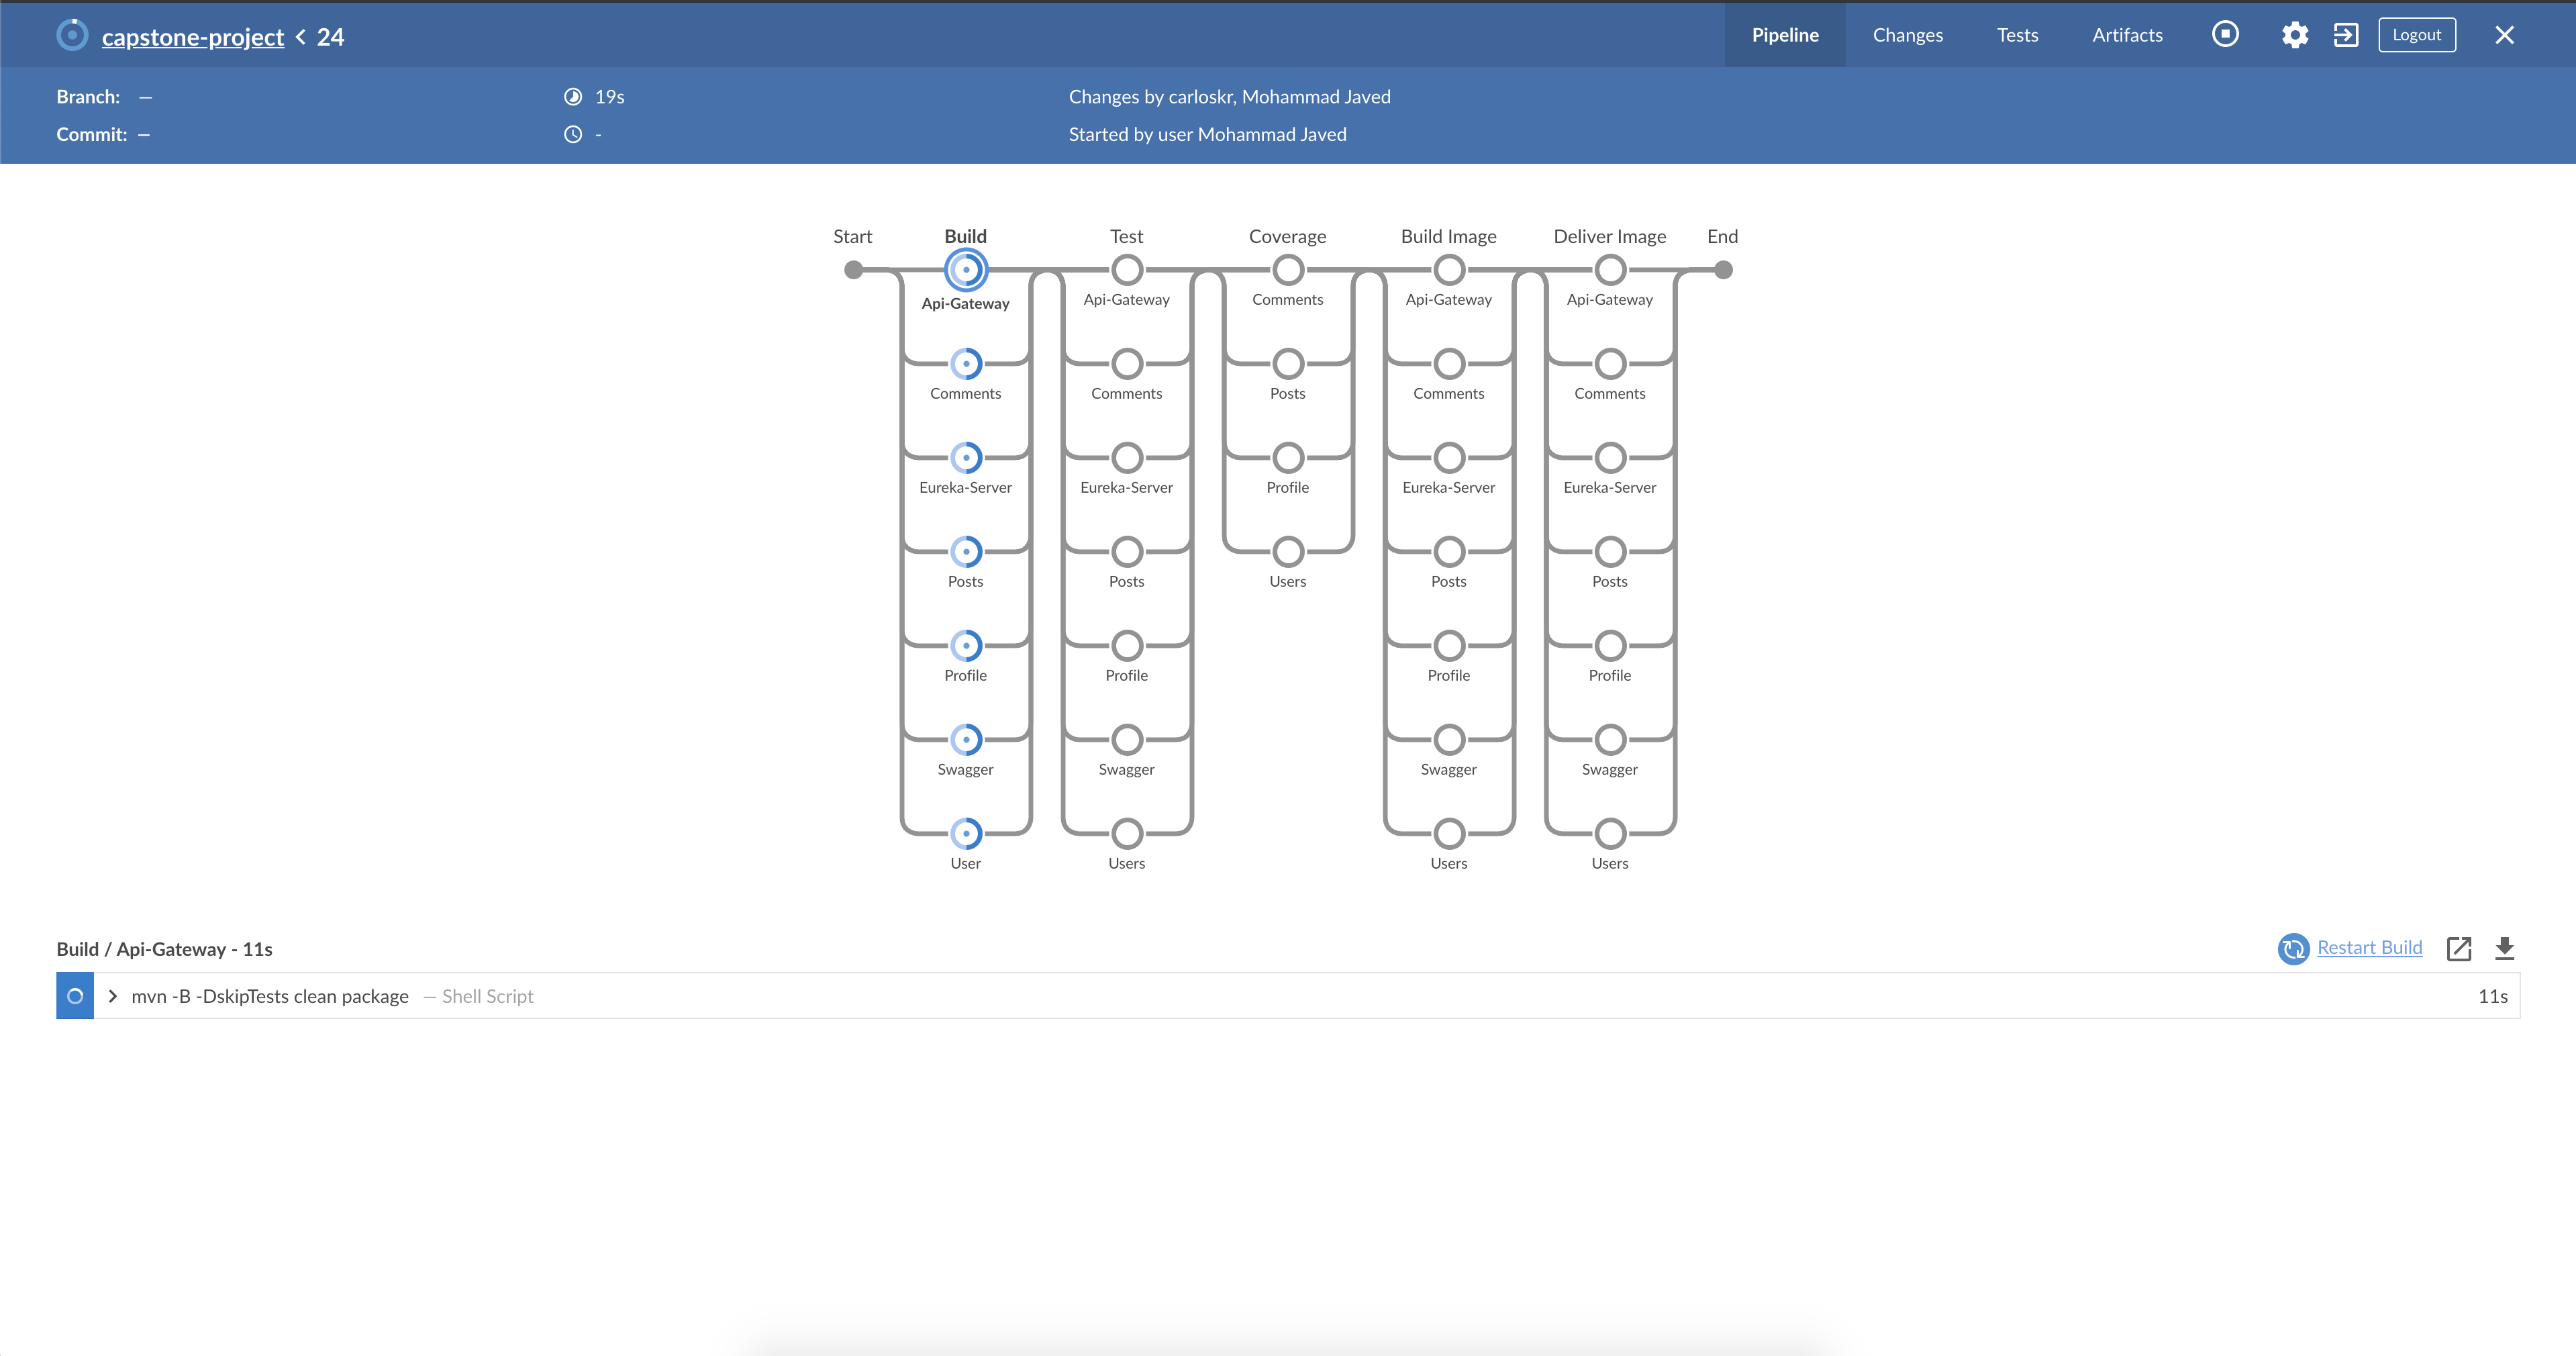 capstone-project < 24
Pipeline Changes Tests Artifacts Logout
Branch: —
19s
Changes by carloskr, Mohammad Javed
Commit: —
-
Started by user Mohammad Javed
Start Build Test Coverage Build Image Deliver Image End
Api-Gateway Api-Gateway Comments Api-Gateway Api-Gateway
Comments Comments Posts Comments Comments
Eureka-Server Eureka-Server Profile Eureka-Server Eureka-Server
Posts Posts Users Posts Posts
Profile Profile Profile Profile
Swagger Swagger Swagger Swagger
User Users Users Users
Build / Api-Gateway - 11s
Restart Build
mvn -B -DskipTests clean package — Shell Script 11s